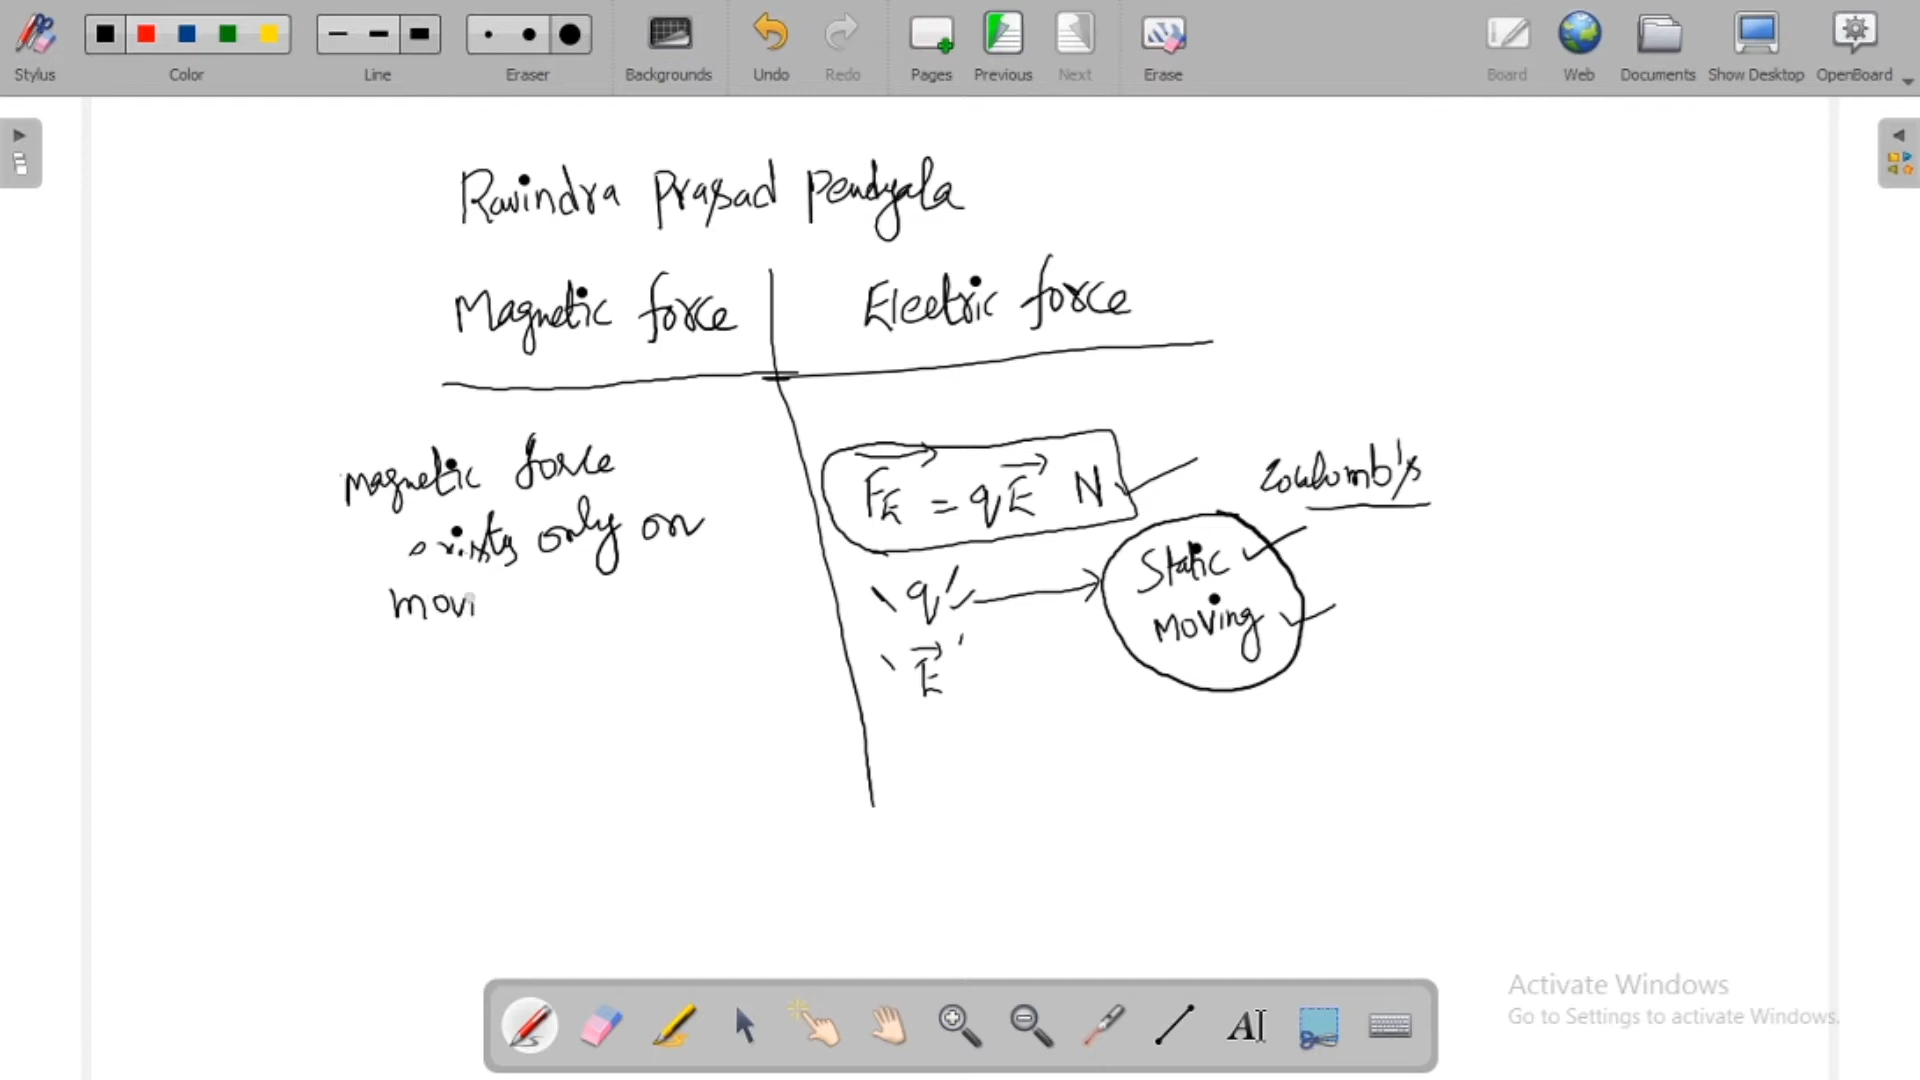 Stylus
Color
Line
Eraser
Backgrounds
Undo
Redo
Pages
Previous
Next
Erase
Board
Web
Documents
Show Desktop
OpenBoard
Ravindra Prasad Pendyala
Magnetic force
Electric force
Magnetic force
exists only on
movi
F⃗E = qE⃗ N
Coulomb's
'q'
Static ✓
Moving ✓
'E⃗'
Activate Windows
Go to Settings to activate Windows.